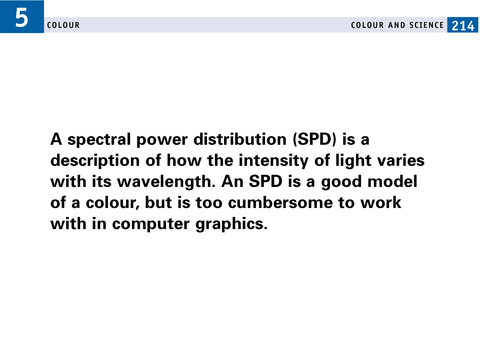 5 COLOUR COLOUR AND SCIENCE 214
A spectral power distribution (SPD) is a
description of how the intensity of light varies
with its wavelength. An SPD is a good model
of a colour, but is too cumbersome to work
with in computer graphics.